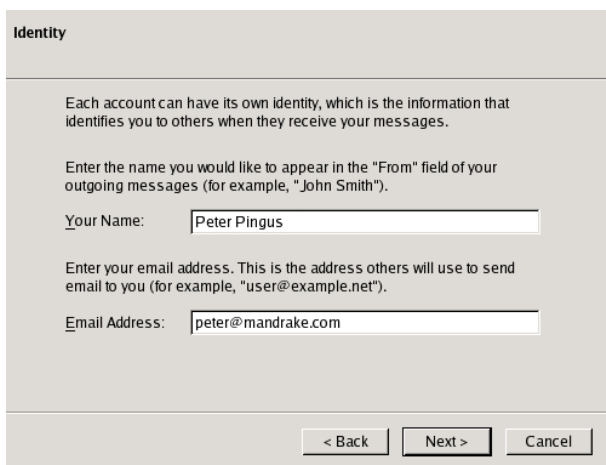 Identity
Each account can have its own identity, which is the information that
identifies you to others when they receive your messages.
Enter the name you would like to appear in the "From" field of your
outgoing messages (for example, "John Smith").
Your Name: Peter Pingus
Enter your email address. This is the address others will use to send
email to you (for example, "user@example.net").
Email Address: peter@mandrake.com
< Back Next > Cancel